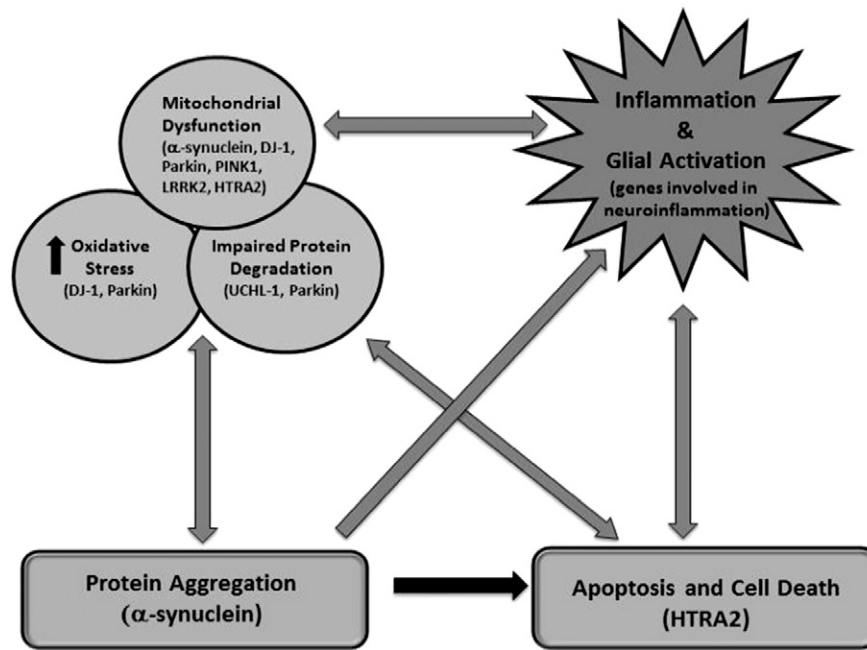 Mitochondrial
Dysfunction
(α-synuclein, DJ-1,
Parkin, PINK1,
LRRK2, HTRA2)
Inflammation
&
Glial Activation
(genes involved in
neuroinflammation)
Oxidative
Stress
(DJ-1, Parkin)
Impaired Protein
Degradation
(UCHL-1, Parkin)
Protein Aggregation
(α-synuclein)
Apoptosis and Cell Death
(HTRA2)